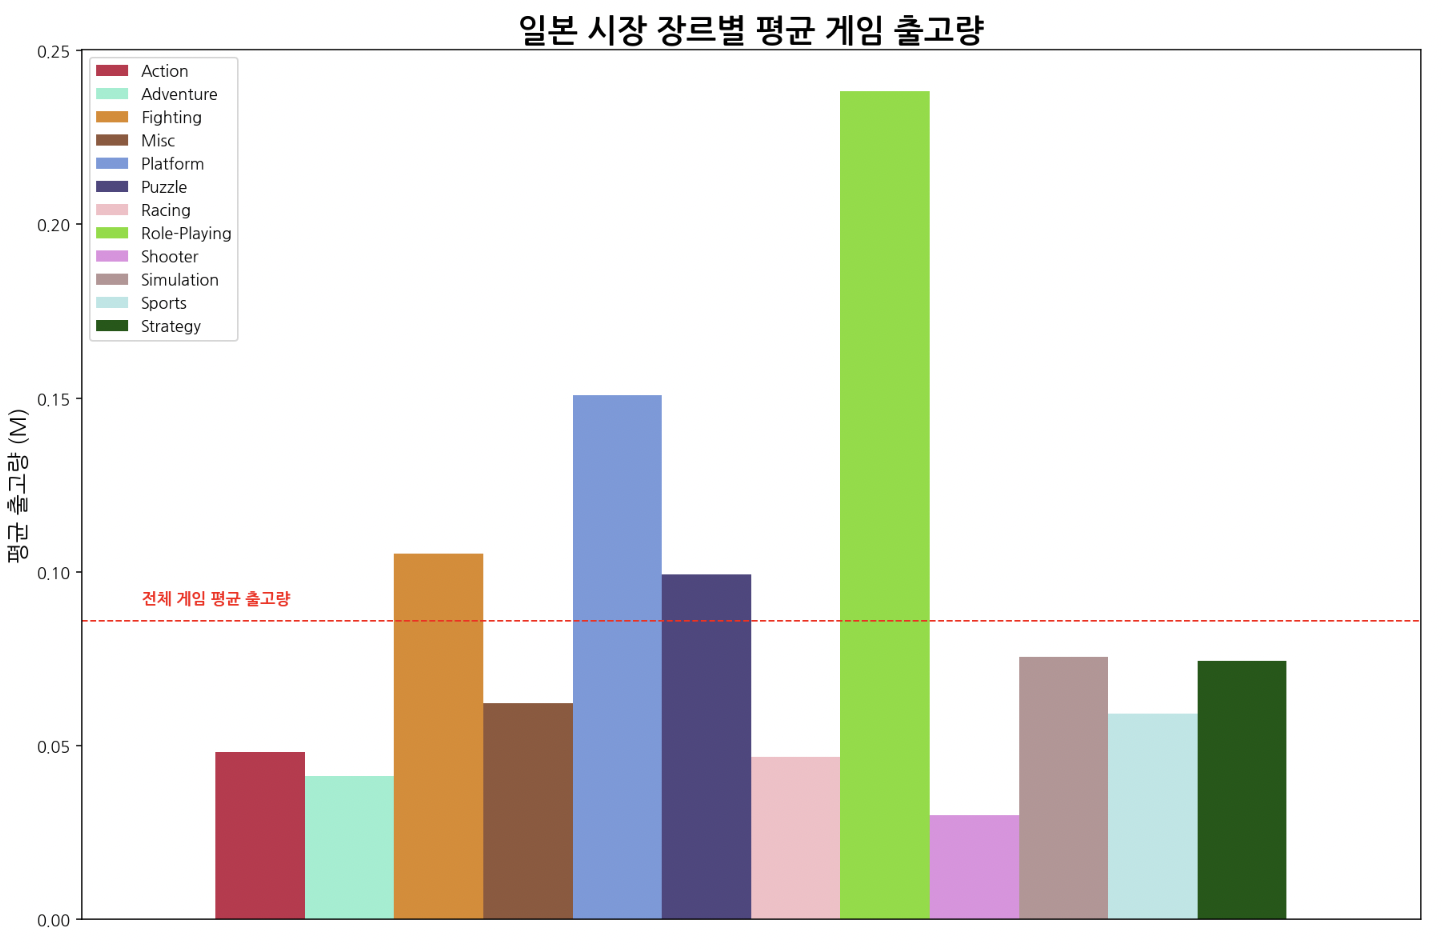 일본 시장 장르별 평균 게임 출고량
0.25
0.20
0.15
0.10
0.05
0.00
평균 출고량 (M)
Action
Adventure
Fighting
Misc
Platform
Puzzle
Racing
Role-Playing
Shooter
Simulation
Sports
Strategy
전체 게임 평균 출고량